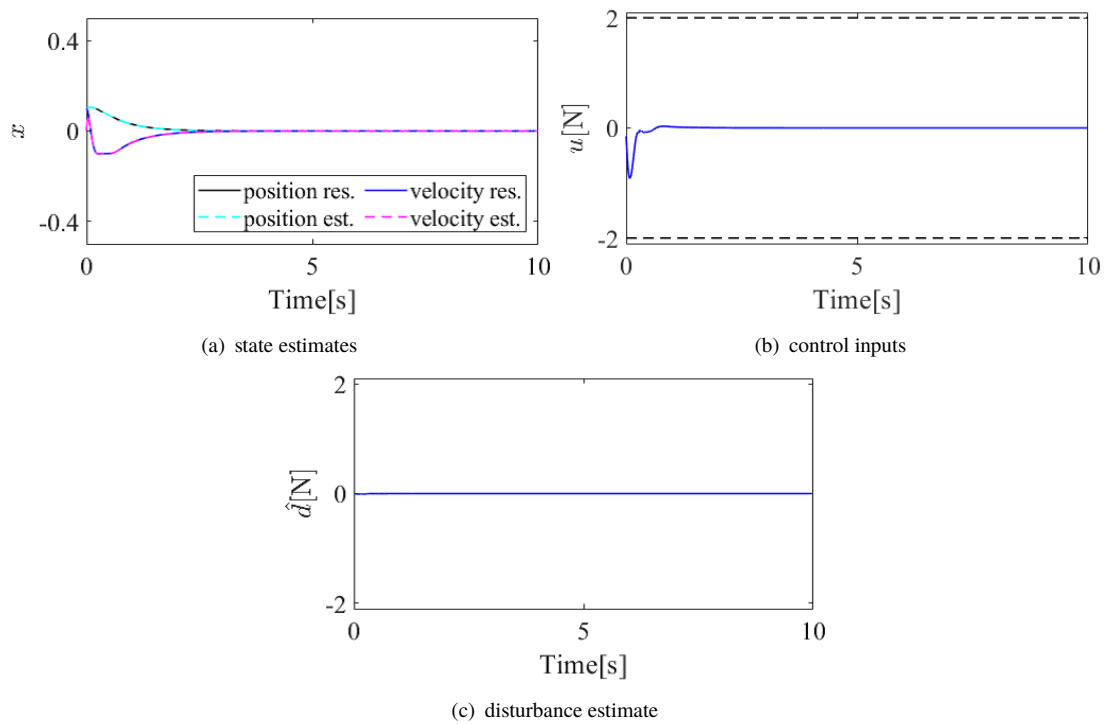 0.4
0
-0.4
x
position res.
velocity res.
position est.
velocity est.
0
5
10
Time[s]
(a) state estimates
2
0
-2
u[N]
0
5
10
Time[s]
(b) control inputs
2
0
-2
d̂[N]
0
5
10
Time[s]
(c) disturbance estimate